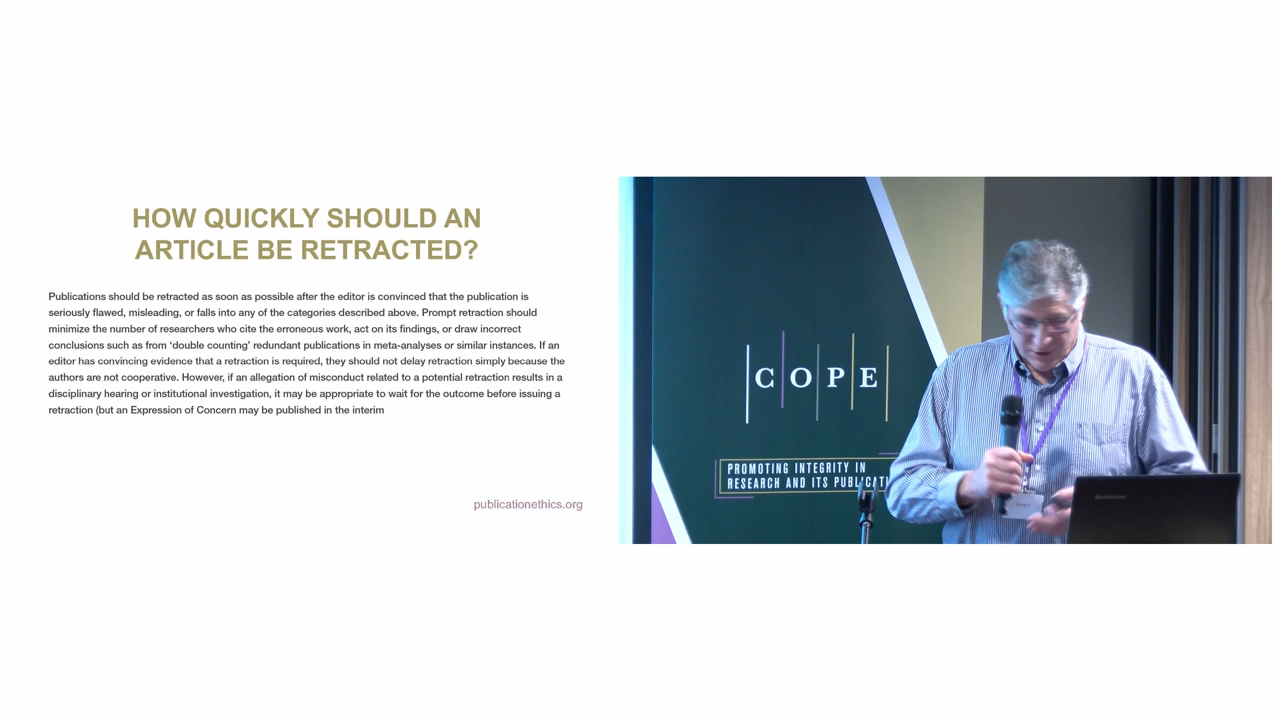 HOW QUICKLY SHOULD AN
ARTICLE BE RETRACTED?
Publications should be retracted as soon as possible after the editor is convinced that the publication is
seriously flawed, misleading, or falls into any of the categories described above. Prompt retraction should
minimize the number of researchers who cite the erroneous work, act on its findings, or draw incorrect
conclusions such as from ‘double counting’ redundant publications in meta-analyses or similar instances. If an
editor has convincing evidence that a retraction is required, they should not delay retraction simply because the
authors are not cooperative. However, if an allegation of misconduct related to a potential retraction results in a
disciplinary hearing or institutional investigation, it may be appropriate to wait for the outcome before issuing a
retraction (but an Expression of Concern may be published in the interim
publicationethics.org
COPE
PROMOTING INTEGRITY IN
RESEARCH AND ITS PUBLICATI
lenovo